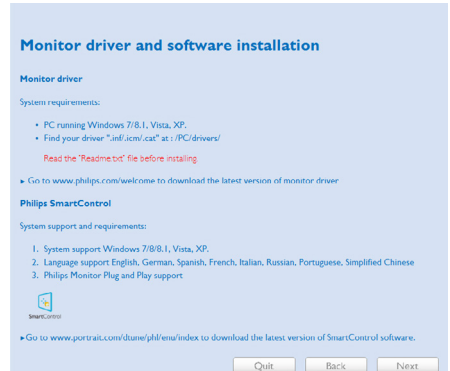 Monitor driver and software installation
Monitor driver
System requirements:
• PC running Windows 7/8.1, Vista, XP.
• Find your driver ".inf/.icm/.cat" at : /PC/drivers/
Read the "Readme.txt" file before installing.
▸ Go to www.philips.com/welcome to download the latest version of monitor driver
Philips SmartControl
System support and requirements:
1. System support Windows 7/8/8.1, Vista, XP.
2. Language support English, German, Spanish, French, Italian, Russian, Portuguese, Simplified Chinese
3. Philips Monitor Plug and Play support
SmartControl
▸Go to www.portrait.com/dtune/phl/enu/index to download the latest version of SmartControl software.
Quit Back Next